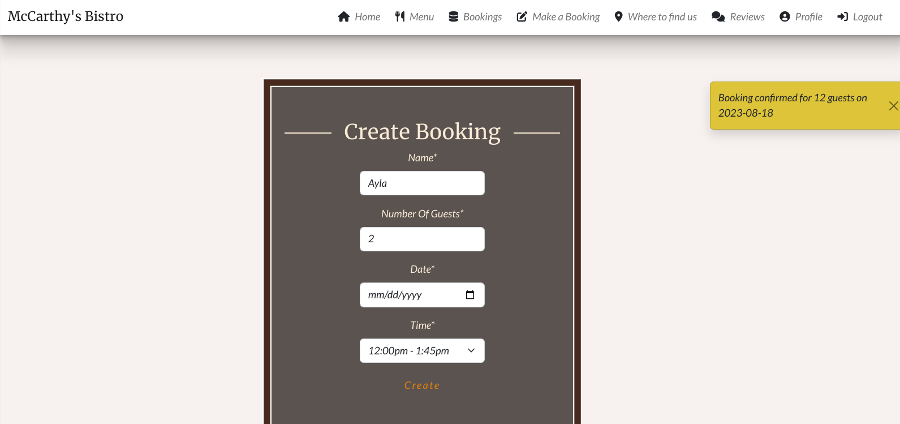 McCarthy's Bistro
Home Menu Bookings Make a Booking Where to find us Reviews Profile Logout
Booking confirmed for 12 guests on
2023-08-18
Create Booking
Name*
Ayla
Number Of Guests*
2
Date*
mm/dd/yyyy
Time*
12:00pm - 1:45pm
Create